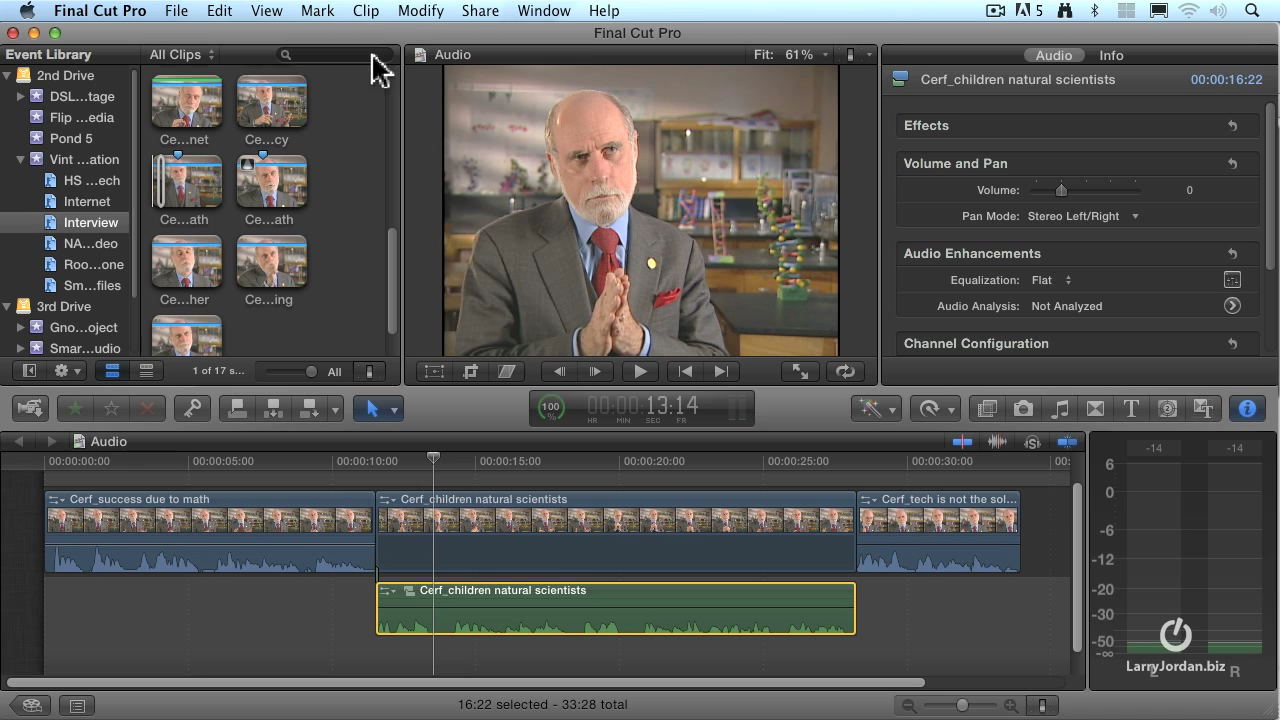 Final Cut Pro File Edit View Mark Clip Modify Share Window Help 5
Final Cut Pro
Event Library All Clips Audio Fit: 61% Audio Info
2nd Drive
DSL...tage
Flip ...edia
Pond 5
Vint ...ation
HS ...ech
Internet
Interview
NA...deo
Roo...one
Sm...files
3rd Drive
Gno...oject
Smar...udio
Ce...net Ce...cy
Ce...ath Ce...ath
Ce...her Ce...ing
1 of 17 s... All
Cerf_children natural scientists 00:00:16:22
Effects
Volume and Pan
Volume: 0
Pan Mode: Stereo Left/Right
Audio Enhancements
Equalization: Flat
Audio Analysis: Not Analyzed
Channel Configuration
100 % 00:00:13:14
HR MIN SEC FR
Audio
00:00:00:00 00:00:05:00 00:00:10:00 00:00:15:00 00:00:20:00 00:00:25:00 00:00:30:00 00:
Cerf_success due to math Cerf_children natural scientists Cerf_tech is not the sol...
Cerf_children natural scientists
-14 -14
6
0
-6
-12
-20
-30
-50
-∞
LarryJordan.biz
L R
16:22 selected - 33:28 total